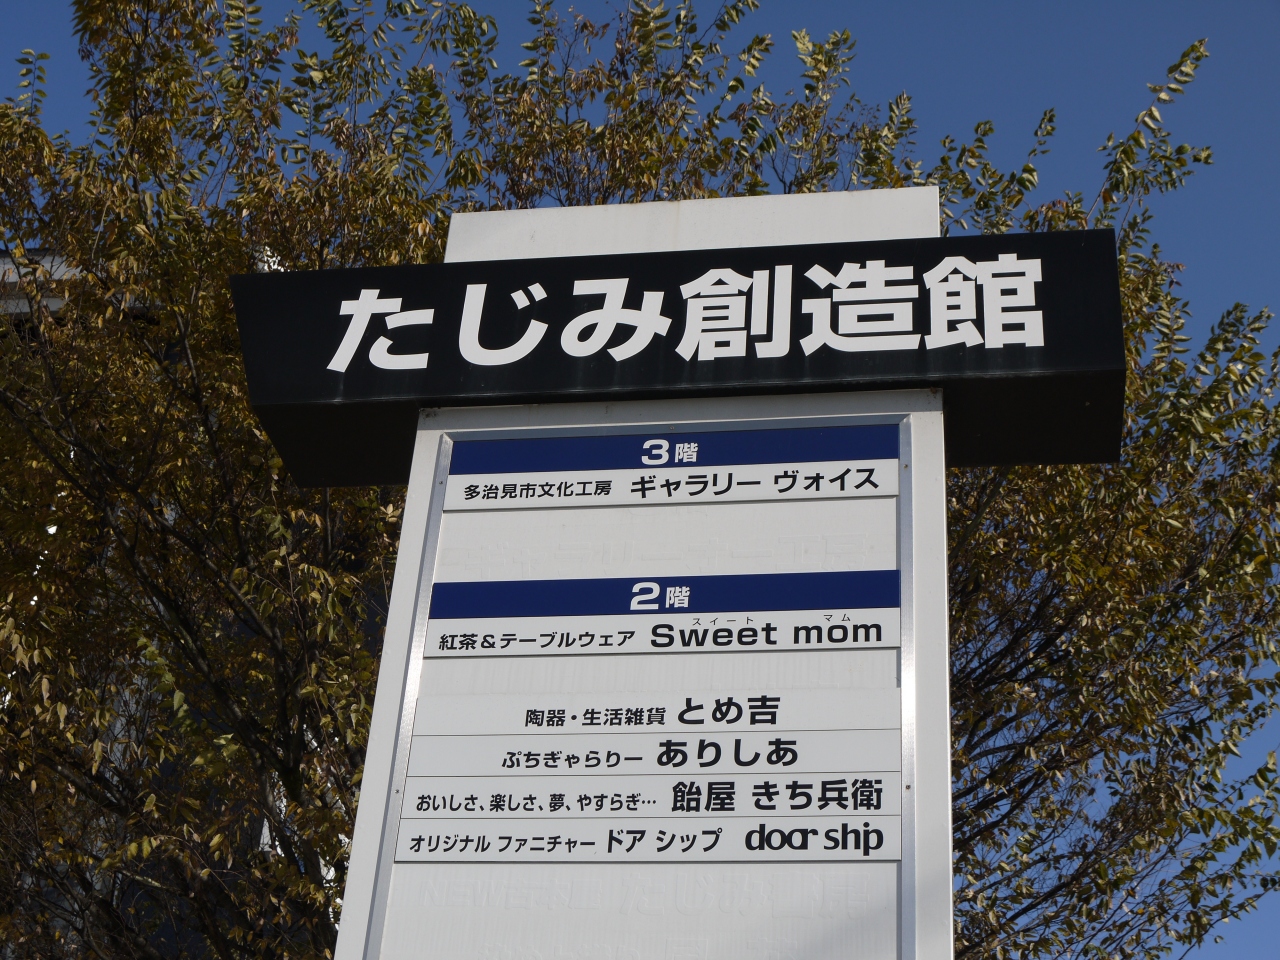 たじみ創造館
3階
多治見市文化工房 ギャラリー ヴォイス
2階
スイート マム
紅茶&テーブルウェア Sweet mom
陶器・生活雑貨 とめ吉
ぷちぎゃらりー ありしあ
おいしさ、楽しさ、夢、やすらぎ… 飴屋 きち兵衛
オリジナル ファニチャー ドア シップ door ship